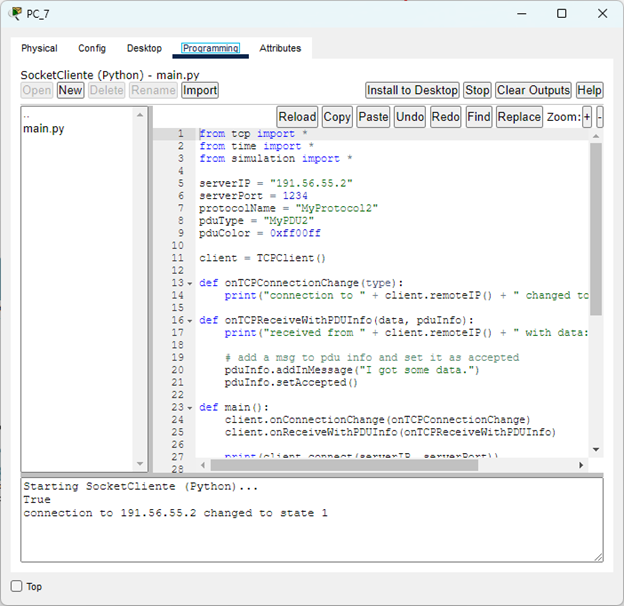 PC_7
Physical Config Desktop Programming Attributes
SocketCliente (Python) - main.py
Open New Delete Rename Import Install to Desktop Stop Clear Outputs Help
Reload Copy Paste Undo Redo Find Replace Zoom: + -
..
main.py
1 from tcp import *
2 from time import *
3 from simulation import *
4
5 serverIP = "191.56.55.2"
6 serverPort = 1234
7 protocolName = "MyProtocol2"
8 pduType = "MyPDU2"
9 pduColor = 0xff00ff
10
11 client = TCPClient()
12
13 def onTCPConnectionChange(type):
14 print("connection to " + client.remoteIP() + " changed to
15
16 def onTCPReceiveWithPDUInfo(data, pduInfo):
17 print("received from " + client.remoteIP() + " with data:
18
19 # add a msg to pdu info and set it as accepted
20 pduInfo.addInMessage("I got some data.")
21 pduInfo.setAccepted()
22
23 def main():
24 client.onConnectionChange(onTCPConnectionChange)
25 client.onReceiveWithPDUInfo(onTCPReceiveWithPDUInfo)
26
27 print(client.connect(serverIP, serverPort))
28
Starting SocketCliente (Python)...
True
connection to 191.56.55.2 changed to state 1
Top